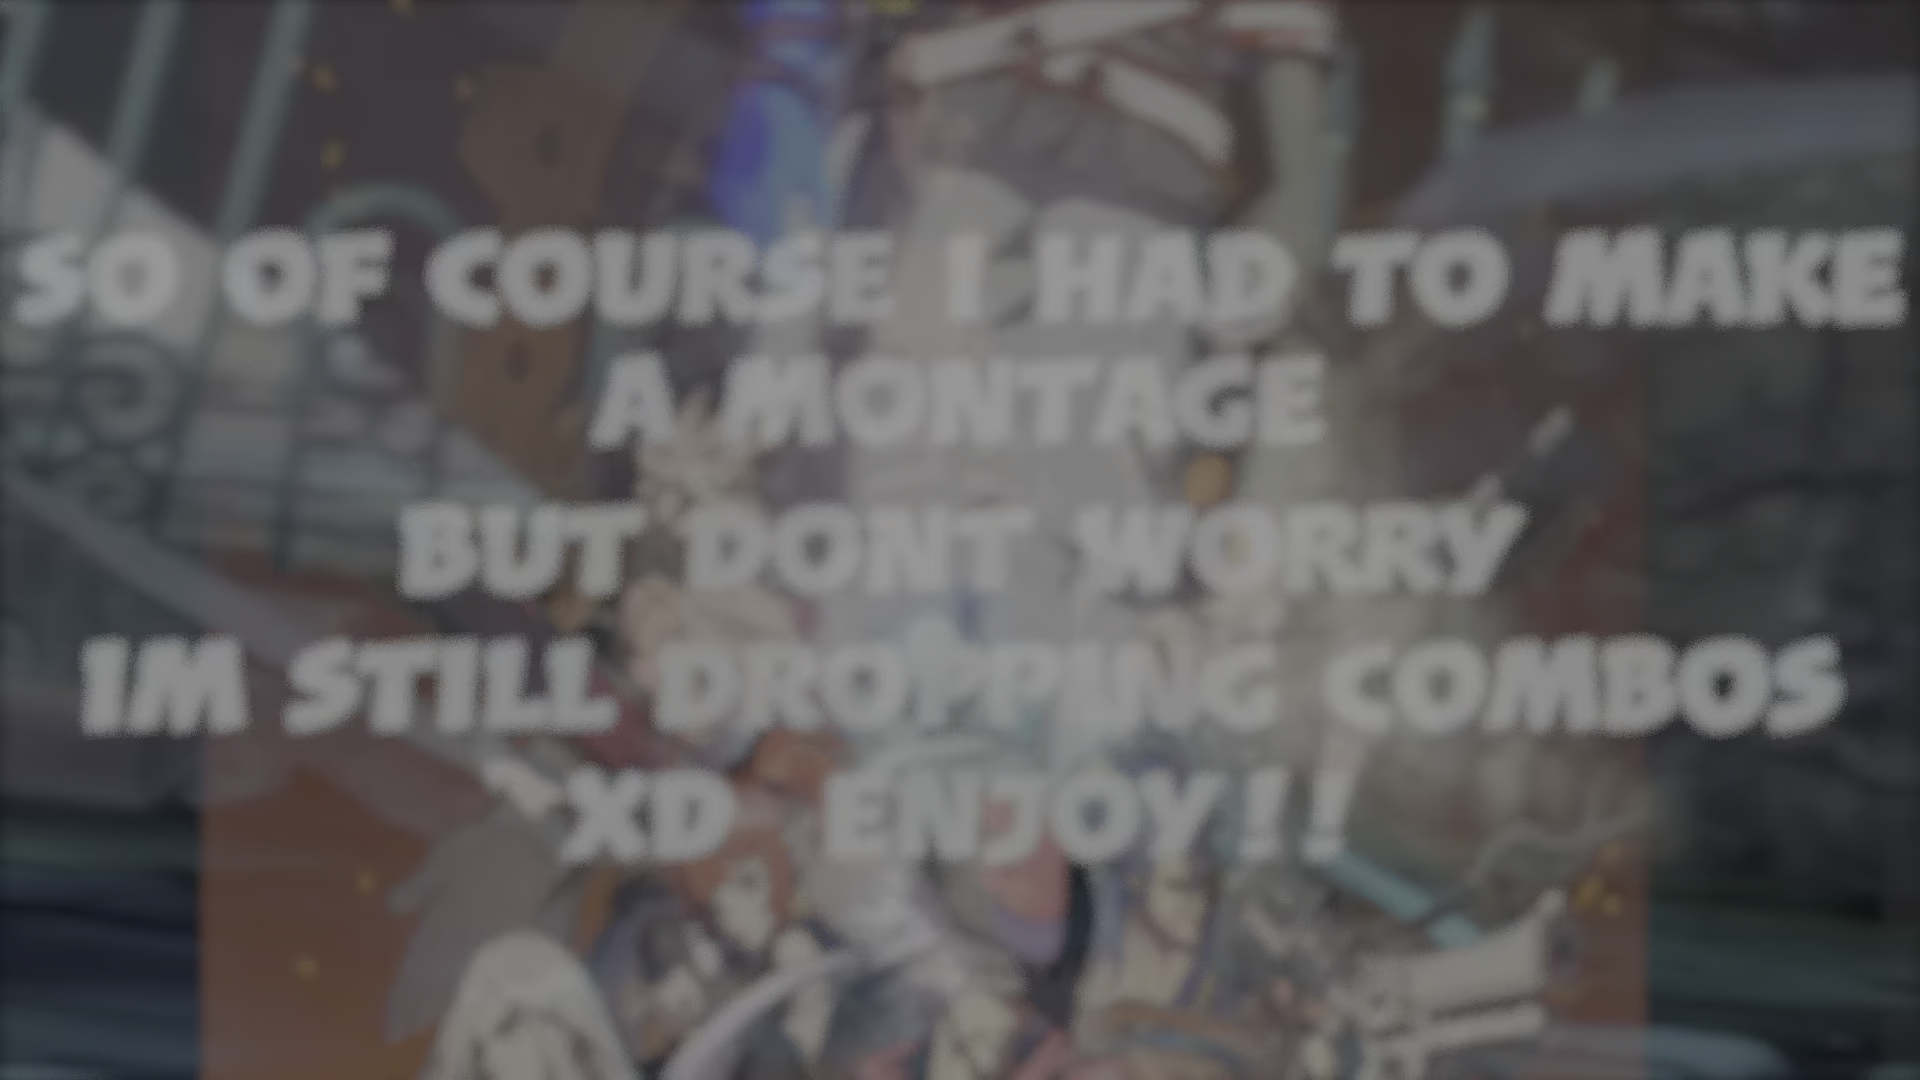 SO OF COURSE I HAD TO MAKE
A MONTAGE
BUT DONT WORRY
IM STILL DROPPING COMBOS
XD ENJOY!!